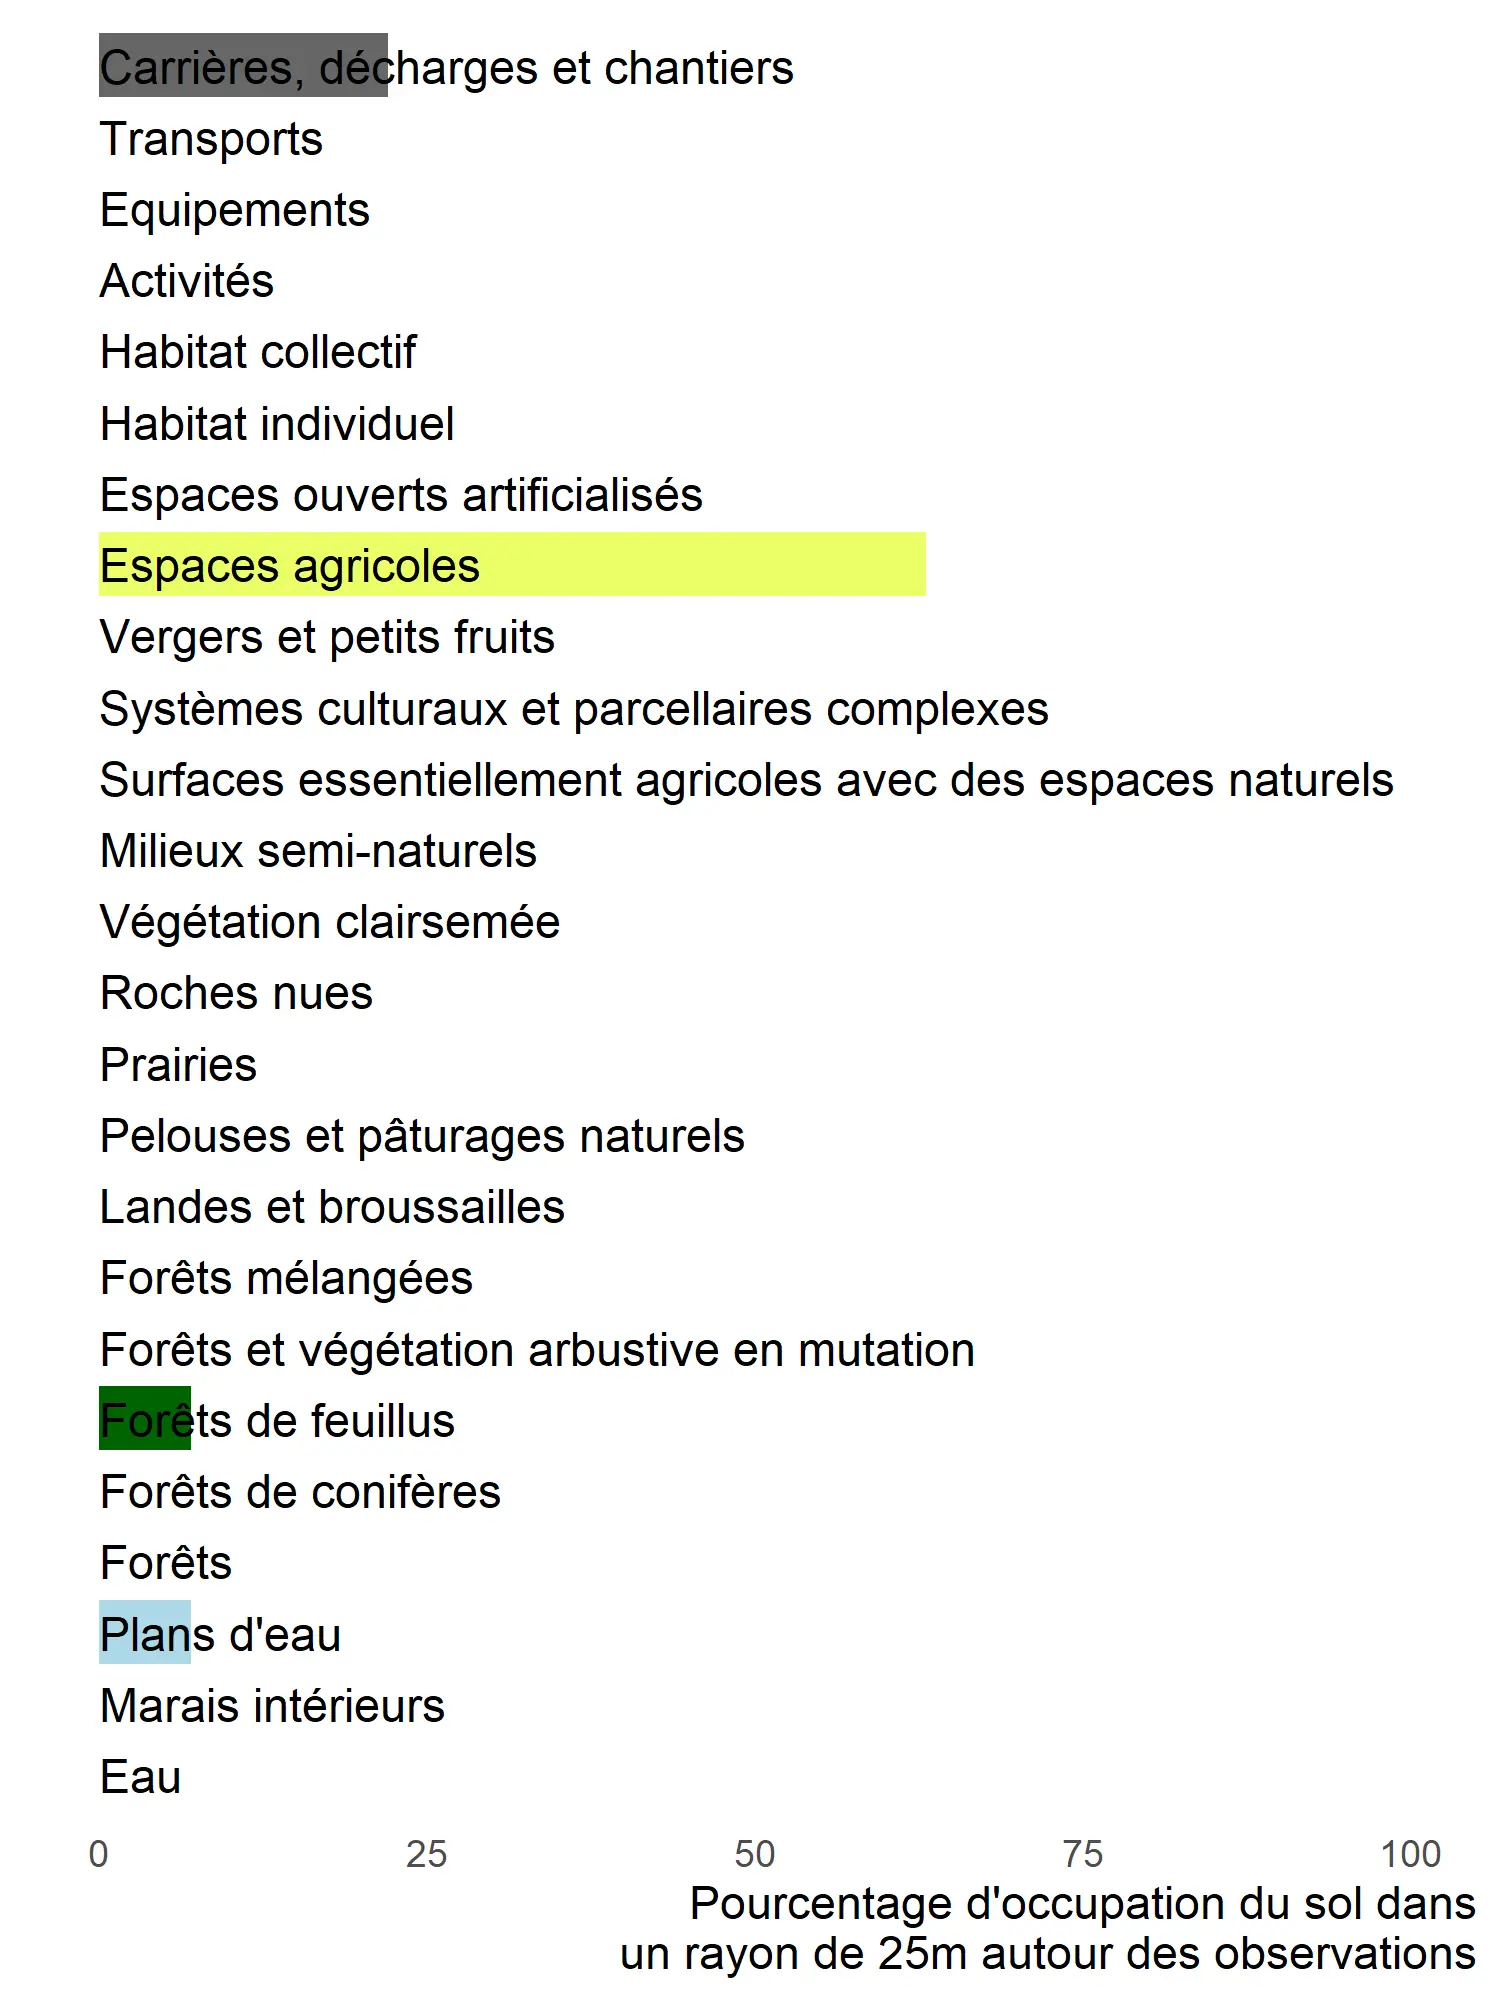 Carrières, décharges et chantiers
Transports
Equipements
Activités
Habitat collectif
Habitat individuel
Espaces ouverts artificialisés
Espaces agricoles
Vergers et petits fruits
Systèmes culturaux et parcellaires complexes
Surfaces essentiellement agricoles avec des espaces naturels
Milieux semi-naturels
Végétation clairsemée
Roches nues
Prairies
Pelouses et pâturages naturels
Landes et broussailles
Forêts mélangées
Forêts et végétation arbustive en mutation
Forêts de feuillus
Forêts de conifères
Forêts
Plans d'eau
Marais intérieurs
Eau
0 25 50 75 100
Pourcentage d'occupation du sol dans
un rayon de 25m autour des observations